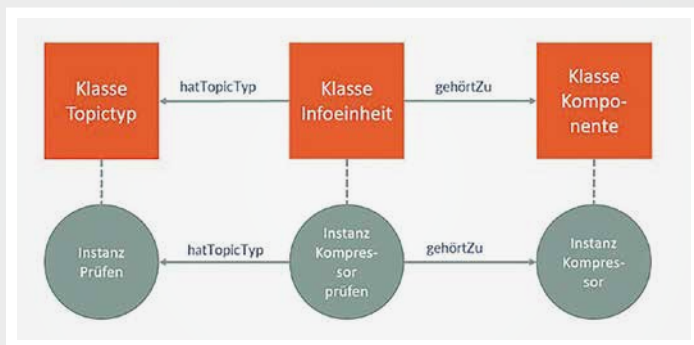 Klasse
Topictyp
hatTopicTyp
Klasse
Infoeinheit
gehörtZu
Klasse
Kompo-
nente
Instanz
Prüfen
hatTopicTyp
Instanz
Kompres-
sor
prüfen
gehörtZu
Instanz
Kompres-
sor